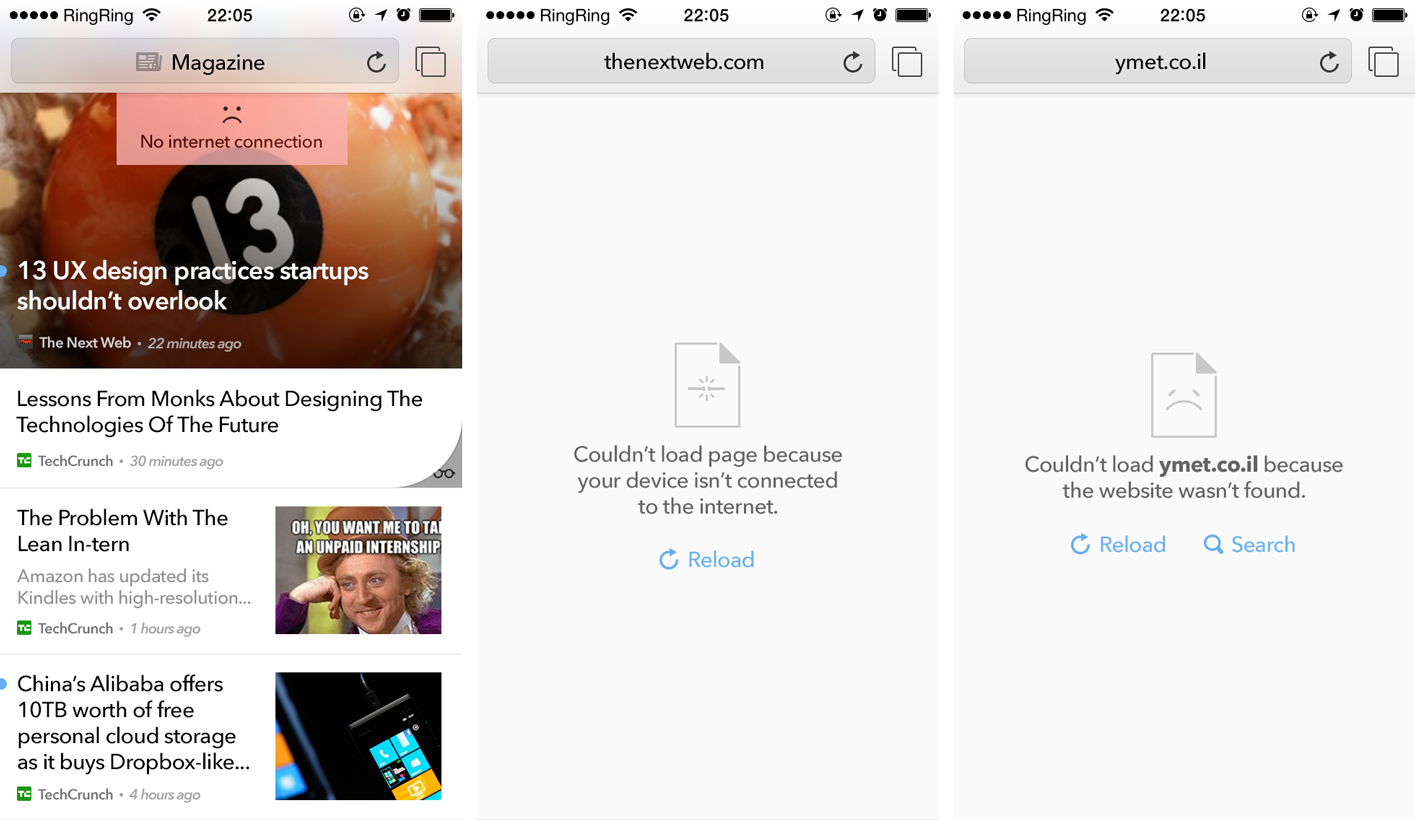 RingRing
22:05
Magazine
No internet connection
13
13 UX design practices startups
shouldn't overlook
The Next Web • 22 minutes ago
Lessons From Monks About Designing The
Technologies Of The Future
TechCrunch • 30 minutes ago
The Problem With The
Lean In-tern
Amazon has updated its
Kindles with high-resolution...
TechCrunch • 1 hours ago
OH, YOU WANT ME TO TA
AN UNPAID INTERNSHIP
China's Alibaba offers
10TB worth of free
personal cloud storage
as it buys Dropbox-like...
TechCrunch • 4 hours ago
RingRing
22:05
thenextweb.com
Couldn't load page because
your device isn't connected
to the internet.
Reload
RingRing
22:05
ymet.co.il
Couldn't load ymet.co.il because
the website wasn't found.
Reload
Search